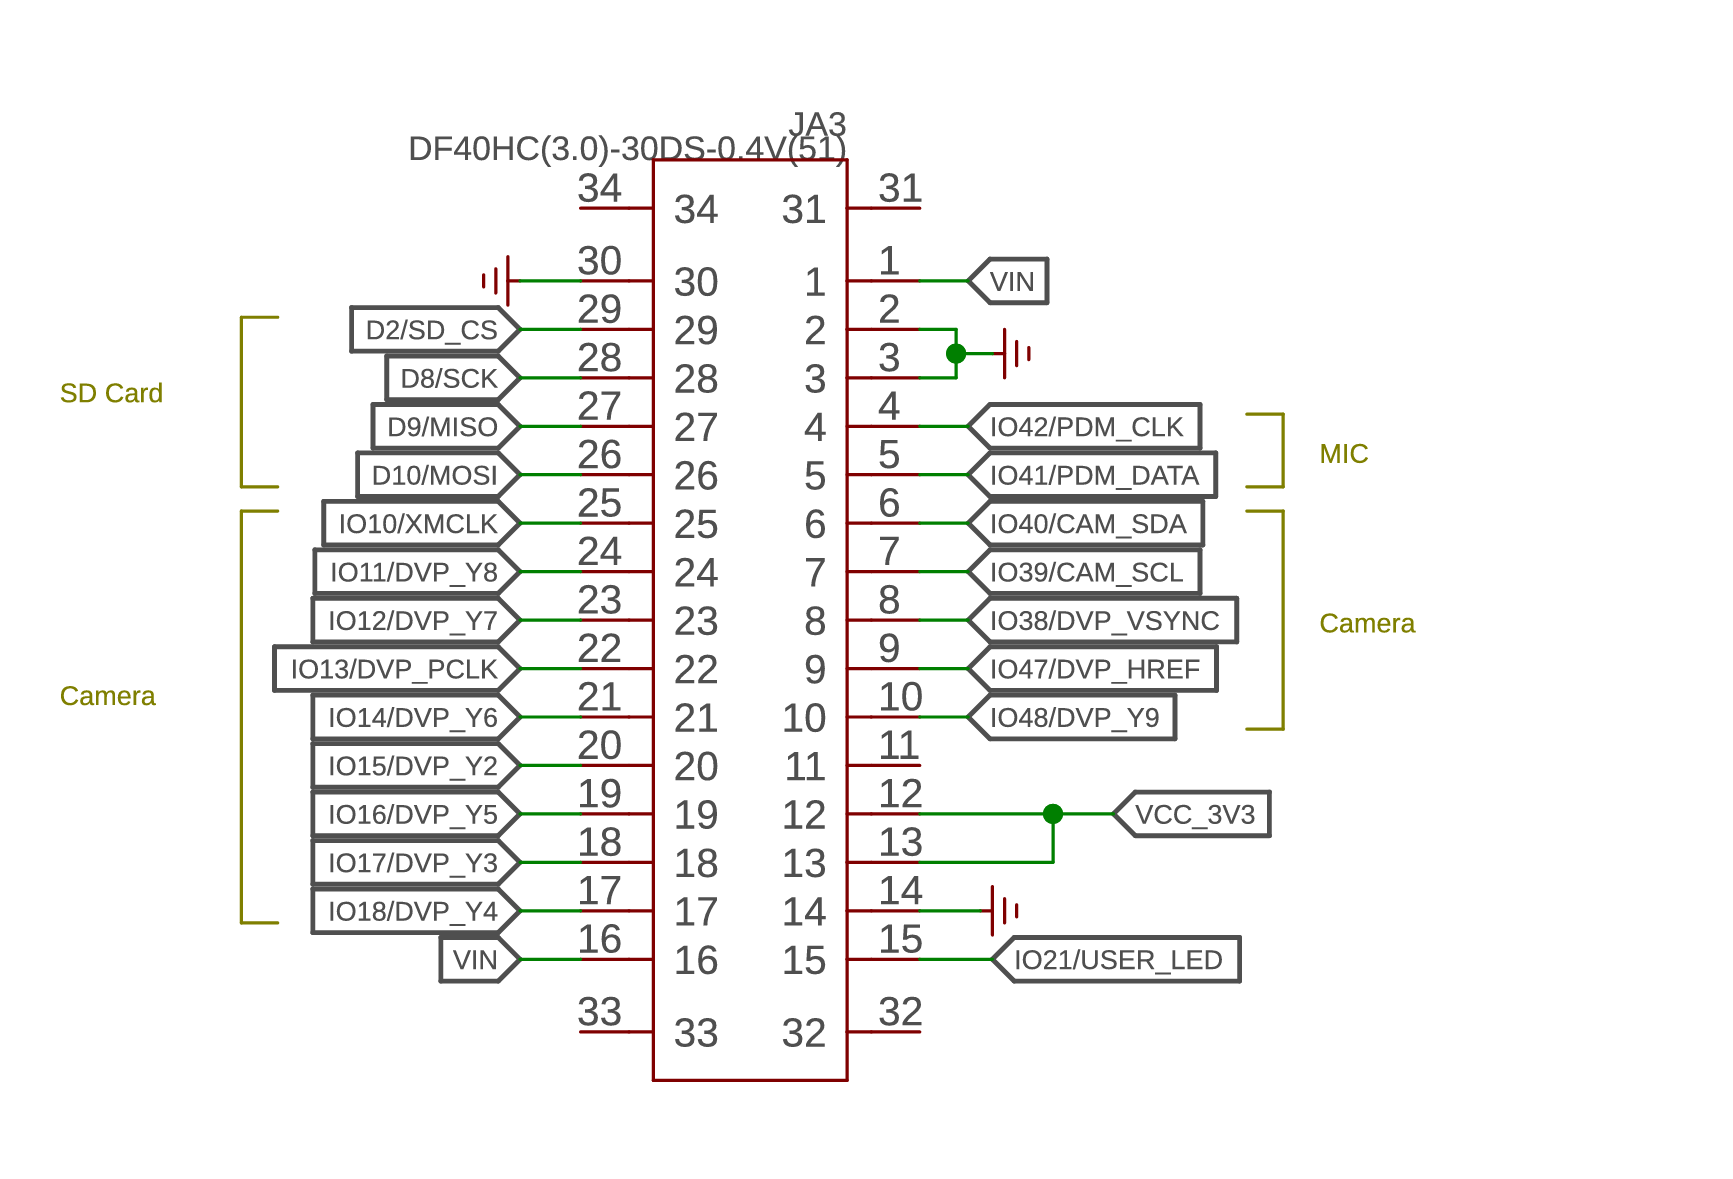 JA3
DF40HC(3.0)-30DS-0.4V(51)
34 34 31 31
30 30 1 1 VIN
D2/SD_CS 29 29 2 2
D8/SCK 28 28 3 3
SD Card
D9/MISO 27 27 4 4 IO42/PDM_CLK
MIC
D10/MOSI 26 26 5 5 IO41/PDM_DATA
IO10/XMCLK 25 25 6 6 IO40/CAM_SDA
IO11/DVP_Y8 24 24 7 7 IO39/CAM_SCL
IO12/DVP_Y7 23 23 8 8 IO38/DVP_VSYNC
Camera
IO13/DVP_PCLK 22 22 9 9 IO47/DVP_HREF
Camera
IO14/DVP_Y6 21 21 10 10 IO48/DVP_Y9
IO15/DVP_Y2 20 20 11 11
IO16/DVP_Y5 19 19 12 12 VCC_3V3
IO17/DVP_Y3 18 18 13 13
IO18/DVP_Y4 17 17 14 14
VIN 16 16 15 15 IO21/USER_LED
33 33 32 32